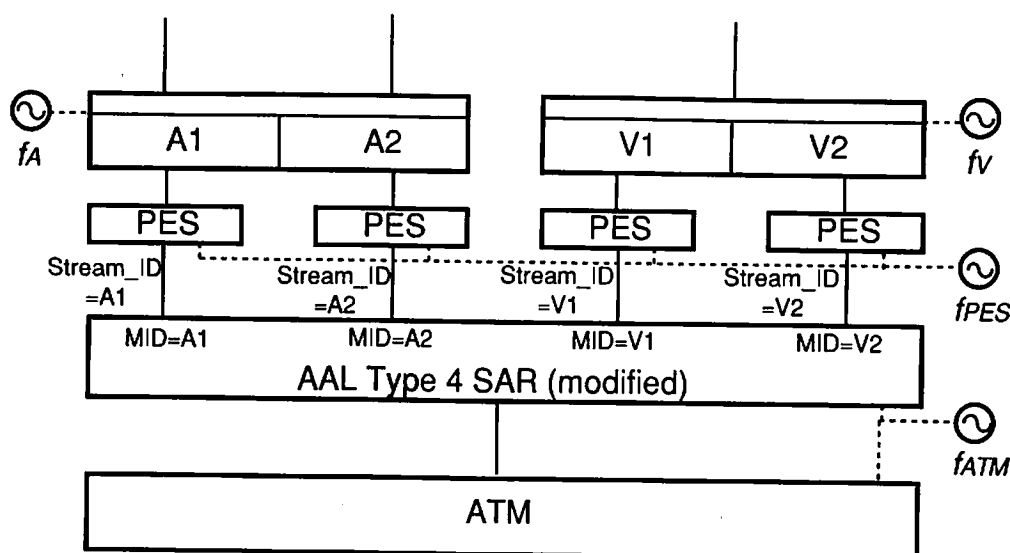 A1
A2
V1
V2
fA
fV
PES
PES
PES
PES
Stream_ID
=A1
Stream_ID
=A2
Stream_ID
=V1
Stream_ID
=V2
fPES
MID=A1
MID=A2
MID=V1
MID=V2
AAL Type 4 SAR (modified)
fATM
ATM